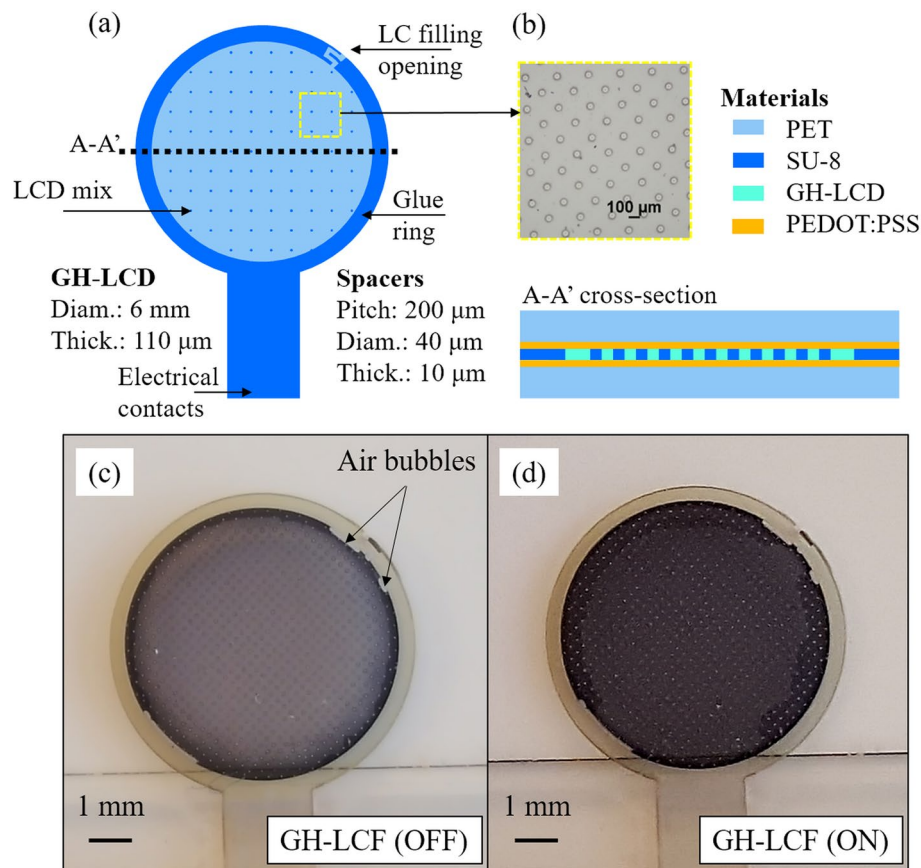 (a)
LC filling
opening
A-A’
LCD mix
Glue
ring
GH-LCD
Diam.: 6 mm
Thick.: 110 µm
Spacers
Pitch: 200 µm
Diam.: 40 µm
Thick.: 10 µm
Electrical
contacts
(b)
100 µm
Materials
PET
SU-8
GH-LCD
PEDOT:PSS
A-A’ cross-section
(c)
Air bubbles
1 mm
GH-LCF (OFF)
(d)
1 mm
GH-LCF (ON)